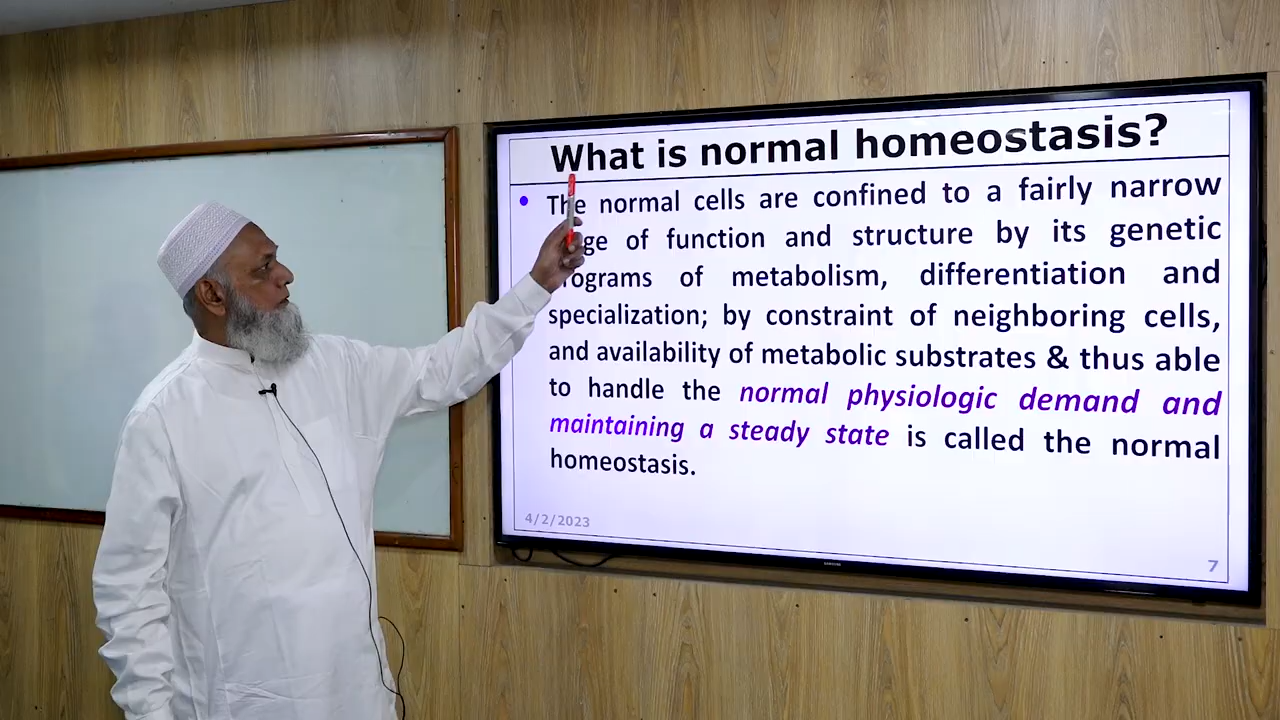 What is normal homeostasis?
• The normal cells are confined to a fairly narrow
of function and structure by its genetic
of metabolism, differentiation and
specialization; by constraint of neighboring cells,
and availability of metabolic substrates & thus able
to handle the normal physiologic demand and
maintaining a steady state is called the normal
homeostasis.
4/2/2023
7
SAMSUNG